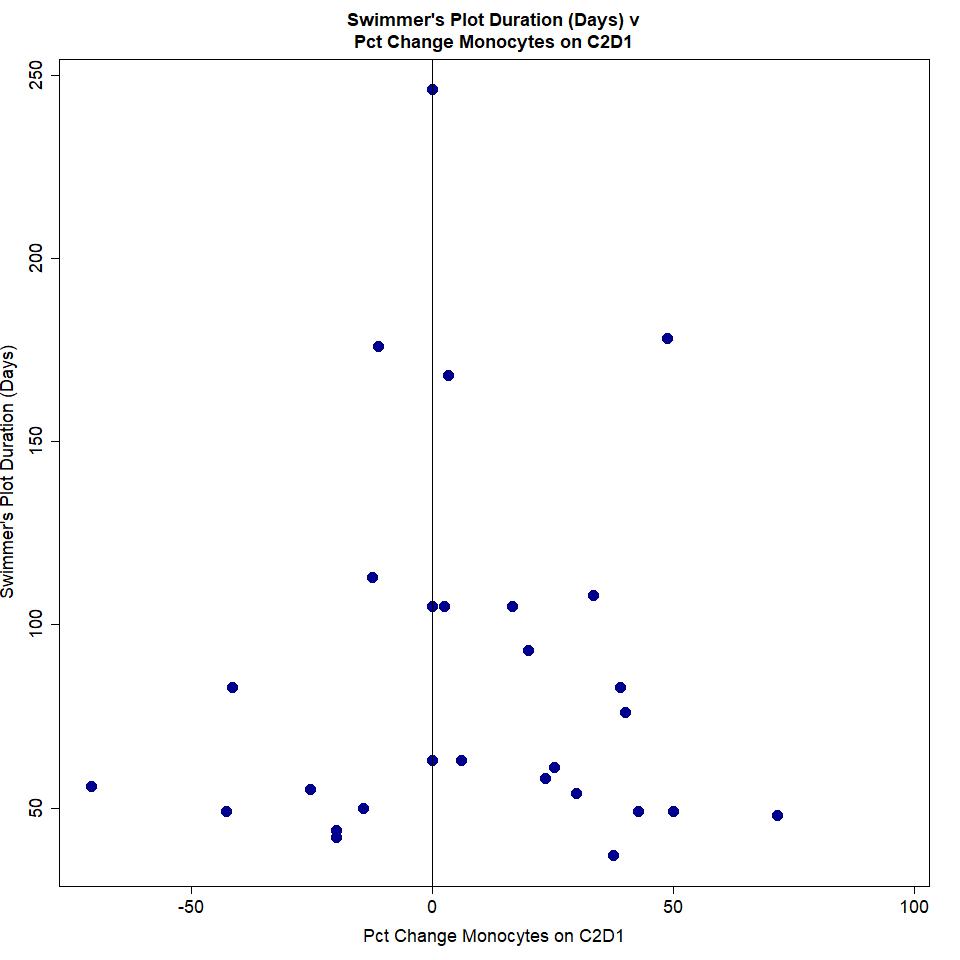 Swimmer's Plot Duration (Days) v
Pct Change Monocytes on C2D1
250
200
150
100
50
Swimmer's Plot Duration (Days)
-50
0
50
100
Pct Change Monocytes on C2D1